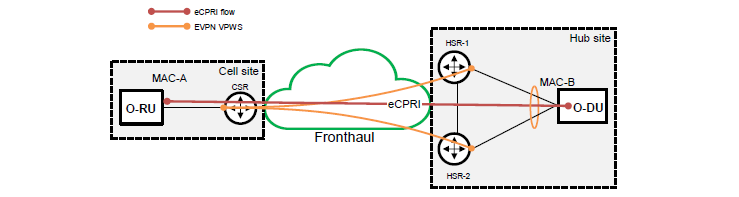 eCPRI flow
EVPN VPWS
Cell site
MAC-A
CSR
O-RU
Fronthaul
eCPRI
Hub site
HSR-1
MAC-B
O-DU
HSR-2